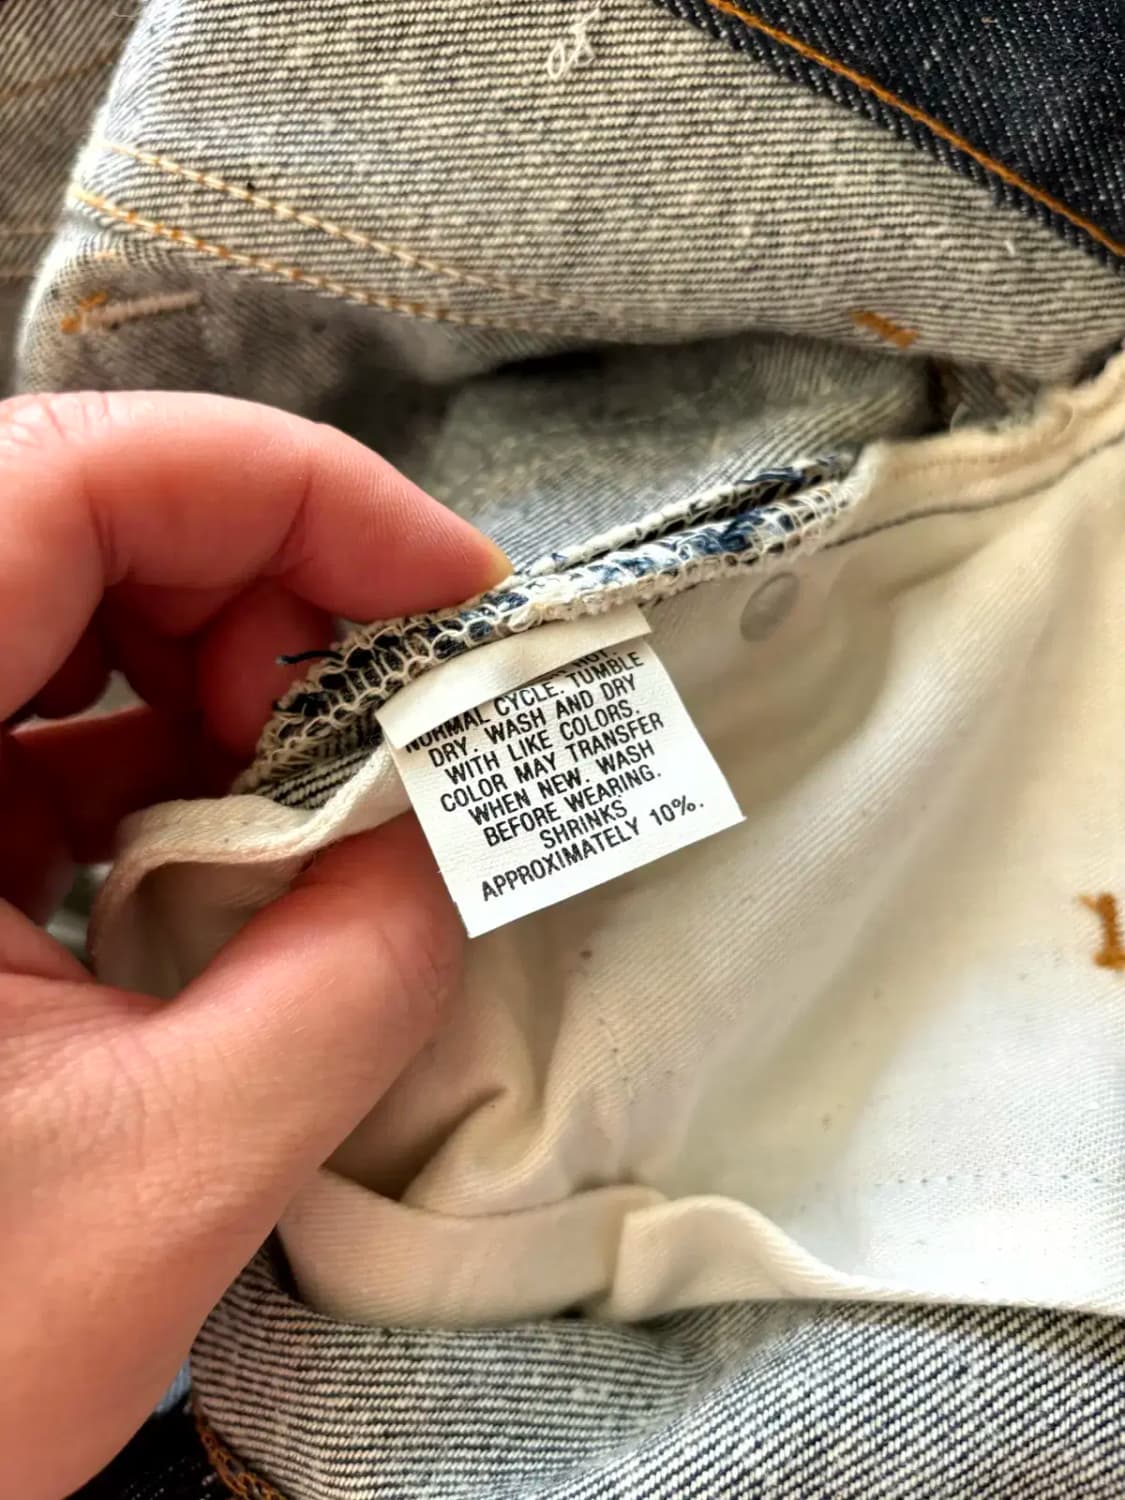 NORMAL CYCLE. TUMBLE
DRY. WASH AND DRY
WITH LIKE COLORS.
COLOR MAY TRANSFER
WHEN NEW. WASH
BEFORE WEARING.
SHRINKS
APPROXIMATELY 10%.